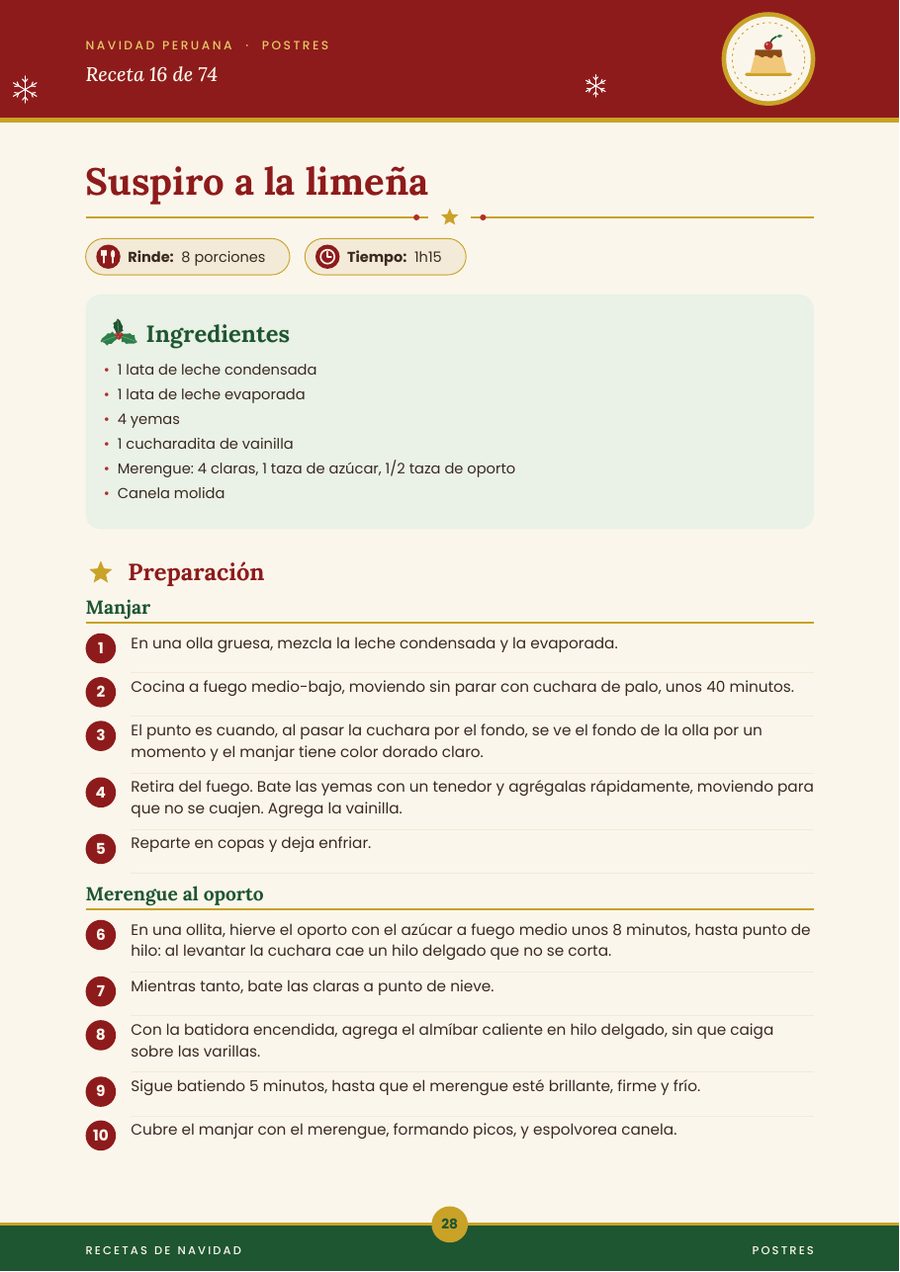 NAVIDAD PERUANA · POSTRES
Receta 16 de 74
Suspiro a la limeña
Rinde: 8 porciones
Tiempo: 1h15
Ingredientes
• 1 lata de leche condensada
• 1 lata de leche evaporada
• 4 yemas
• 1 cucharadita de vainilla
• Merengue: 4 claras, 1 taza de azúcar, 1/2 taza de oporto
• Canela molida
Preparación
Manjar
1 En una olla gruesa, mezcla la leche condensada y la evaporada.
2 Cocina a fuego medio-bajo, moviendo sin parar con cuchara de palo, unos 40 minutos.
3 El punto es cuando, al pasar la cuchara por el fondo, se ve el fondo de la olla por un
momento y el manjar tiene color dorado claro.
4 Retira del fuego. Bate las yemas con un tenedor y agrégalas rápidamente, moviendo para
que no se cuajen. Agrega la vainilla.
5 Reparte en copas y deja enfriar.
Merengue al oporto
6 En una ollita, hierve el oporto con el azúcar a fuego medio unos 8 minutos, hasta punto de
hilo: al levantar la cuchara cae un hilo delgado que no se corta.
7 Mientras tanto, bate las claras a punto de nieve.
8 Con la batidora encendida, agrega el almíbar caliente en hilo delgado, sin que caiga
sobre las varillas.
9 Sigue batiendo 5 minutos, hasta que el merengue esté brillante, firme y frío.
10 Cubre el manjar con el merengue, formando picos, y espolvorea canela.
28
RECETAS DE NAVIDAD
POSTRES